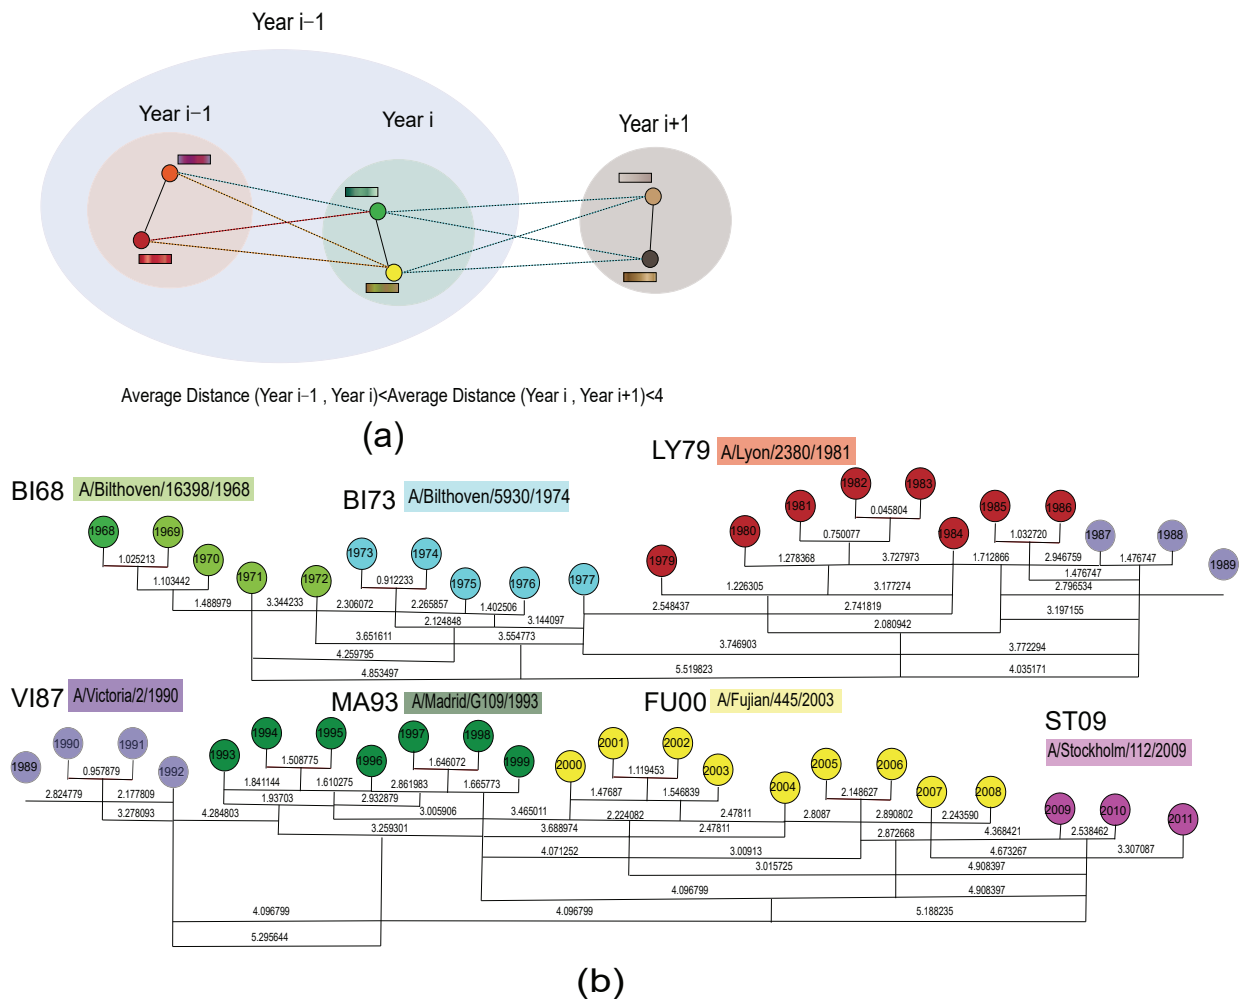 Year i−1
Year i−1
Year i
Year i+1
Average Distance (Year i−1 , Year i)<Average Distance (Year i , Year i+1)<4
(a)
LY79 A/Lyon/2380/1981
BI68 A/Bilthoven/16398/1968
BI73 A/Bilthoven/5930/1974
1968 1969 1970 1971 1972
1973 1974 1975 1976 1977
1979 1980 1981 1982 1983 1984 1985 1986 1987 1988 1989
0.045804
0.750077 1.032720
1.025213 1.278368 3.727973 1.712866 2.946759 1.476747
1.103442 0.912233 1.476747
1.226305 3.177274 2.796534
1.488979 3.344233 2.306072 2.265857 1.402506 2.548437 2.741819 3.197155
2.124848 3.144097 2.080942
3.651611 3.554773 3.746903 3.772294
4.259795
4.853497 5.519823 4.035171
VI87 A/Victoria/2/1990
MA93 A/Madrid/G109/1993
FU00 A/Fujian/445/2003
ST09
A/Stockholm/112/2009
1989 1990 1991 1992
1993 1994 1995 1996 1997 1998 1999
2000 2001 2002 2003 2004 2005 2006 2007 2008
2009 2010 2011
0.957879 1.508775 1.646072 1.119453
2.824779 2.177809 1.841144 1.610275 2.861983 1.665773 1.47687 1.546839 2.148627
1.93703 2.932879
3.278093 4.284803 3.005906 3.465011 2.224082 2.47811 2.8087 2.890802 2.243590
3.259301 3.688974 2.47811 2.872668 4.368421 2.538462
4.071252 3.00913 4.673267 3.307087
3.015725 4.908397
4.096799 4.908397
4.096799 4.096799 5.188235
5.295644
(b)